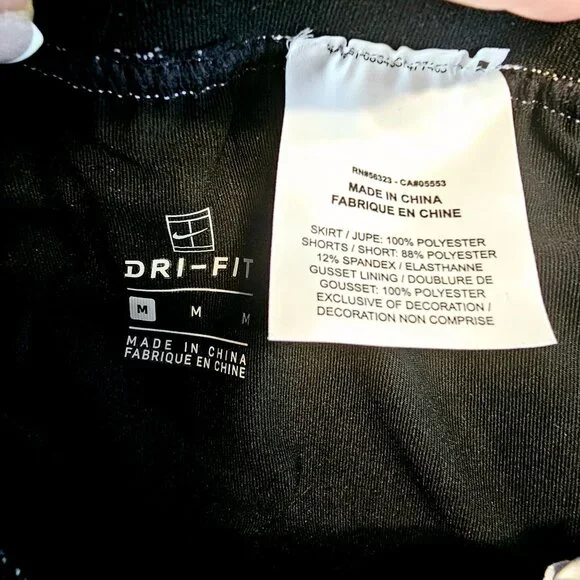 RN#56323 - CA#05553
MADE IN CHINA
FABRIQUE EN CHINE
SKIRT / JUPE: 100% POLYESTER
SHORTS / SHORT: 88% POLYESTER
12% SPANDEX / ELASTHANNE
GUSSET LINING / DOUBLURE DE
GOUSSET: 100% POLYESTER
EXCLUSIVE OF DECORATION /
DECORATION NON COMPRISE
DRI-FIT
M M M
MADE IN CHINA
FABRIQUE EN CHINE